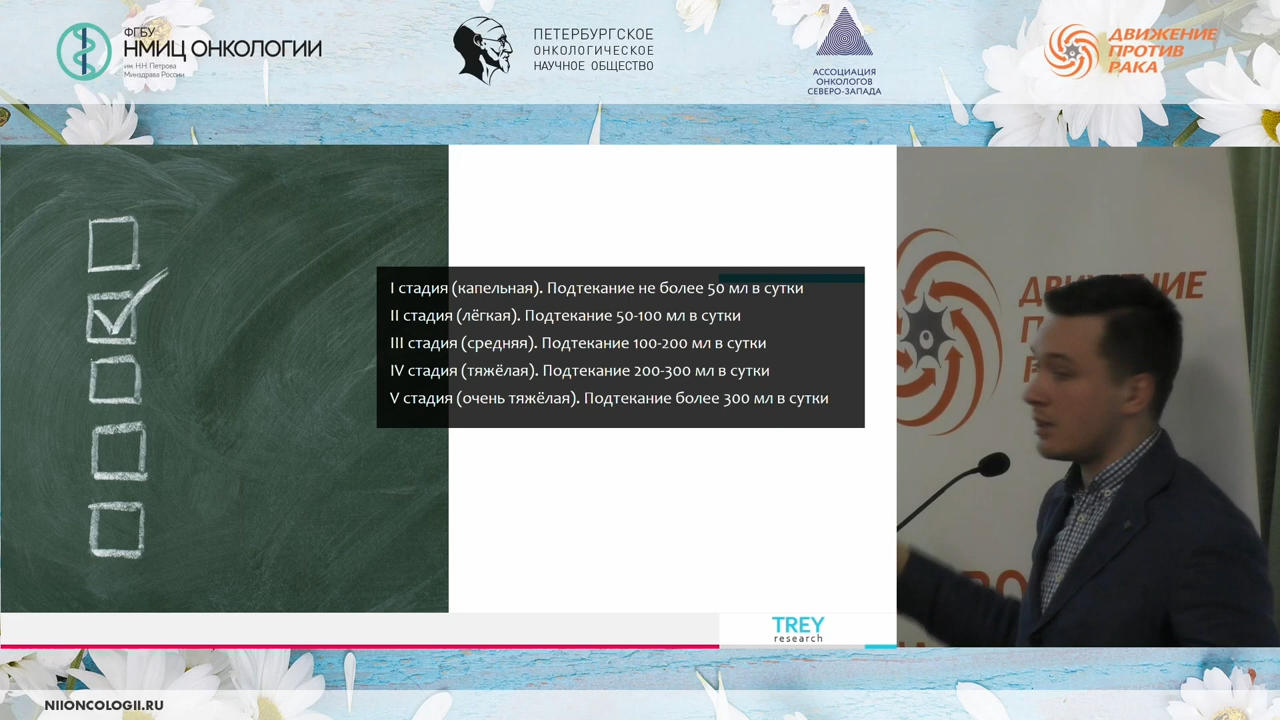 ФГБУ
НМИЦ ОНКОЛОГИИ
им. Н.Н. Петрова
Минздрава России
ПЕТЕРБУРГСКОЕ
ОНКОЛОГИЧЕСКОЕ
НАУЧНОЕ ОБЩЕСТВО
АССОЦИАЦИЯ
ОНКОЛОГОВ
СЕВЕРО-ЗАПАДА
ДВИЖЕНИЕ
ПРОТИВ
РАКА
I стадия (капельная). Подтекание не более 50 мл в сутки
II стадия (лёгкая). Подтекание 50-100 мл в сутки
III стадия (средняя). Подтекание 100-200 мл в сутки
IV стадия (тяжёлая). Подтекание 200-300 мл в сутки
V стадия (очень тяжёлая). Подтекание более 300 мл в сутки
TREY
research
NIIONCOLOGII.RU